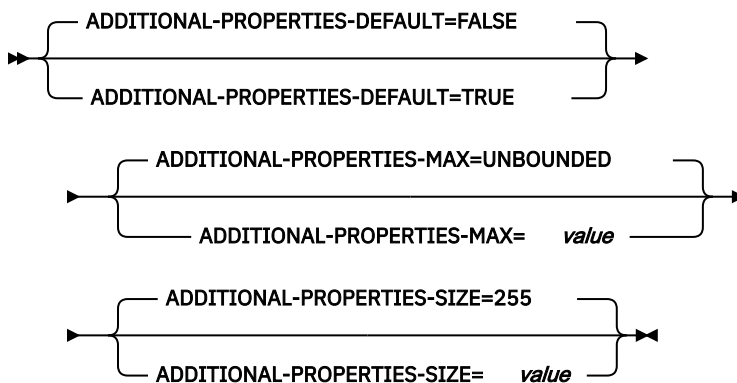 ADDITIONAL-PROPERTIES-DEFAULT=FALSE
ADDITIONAL-PROPERTIES-DEFAULT=TRUE
ADDITIONAL-PROPERTIES-MAX=UNBOUNDED
ADDITIONAL-PROPERTIES-MAX= value
ADDITIONAL-PROPERTIES-SIZE=255
ADDITIONAL-PROPERTIES-SIZE= value